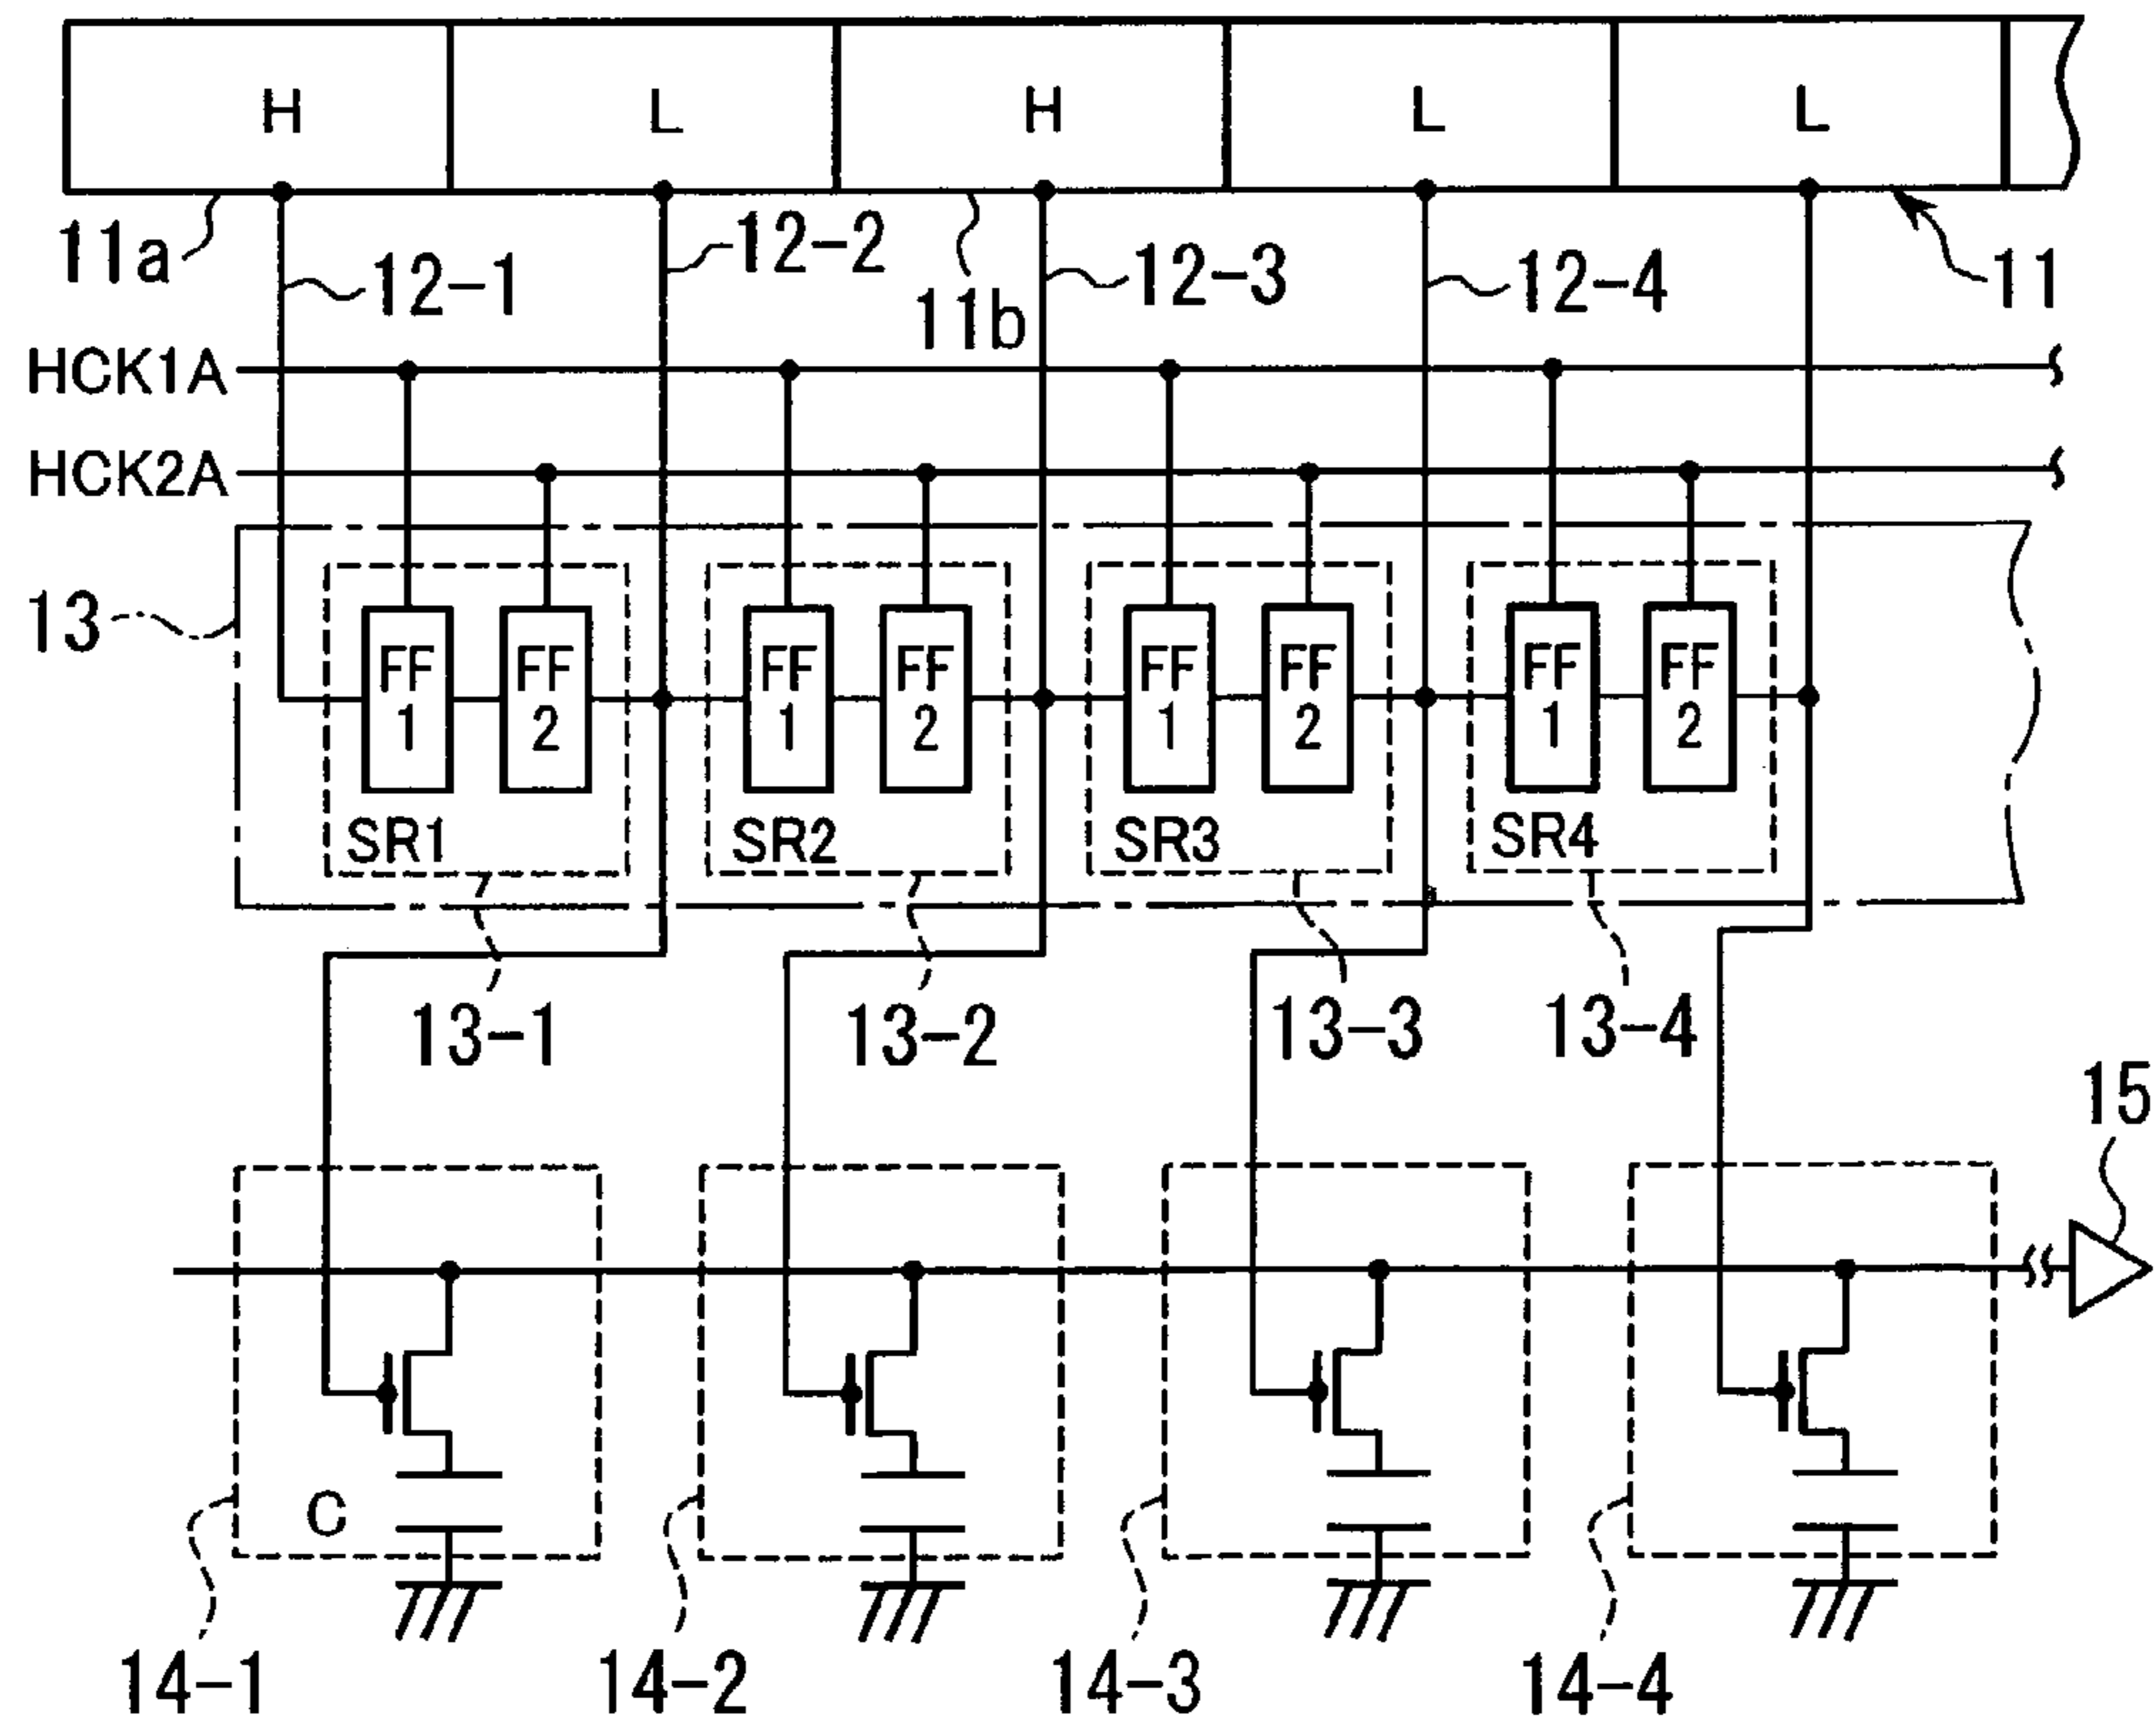 H L H L L
11a 12-1 12-2 11b 12-3 12-4 11
HCK1A
HCK2A
13
FF 1 FF 2 FF 1 FF 2 FF 1 FF 2 FF 1 FF 2
SR1 SR2 SR3 SR4
13-1 13-2 13-3 13-4
15
C
14-1 14-2 14-3 14-4